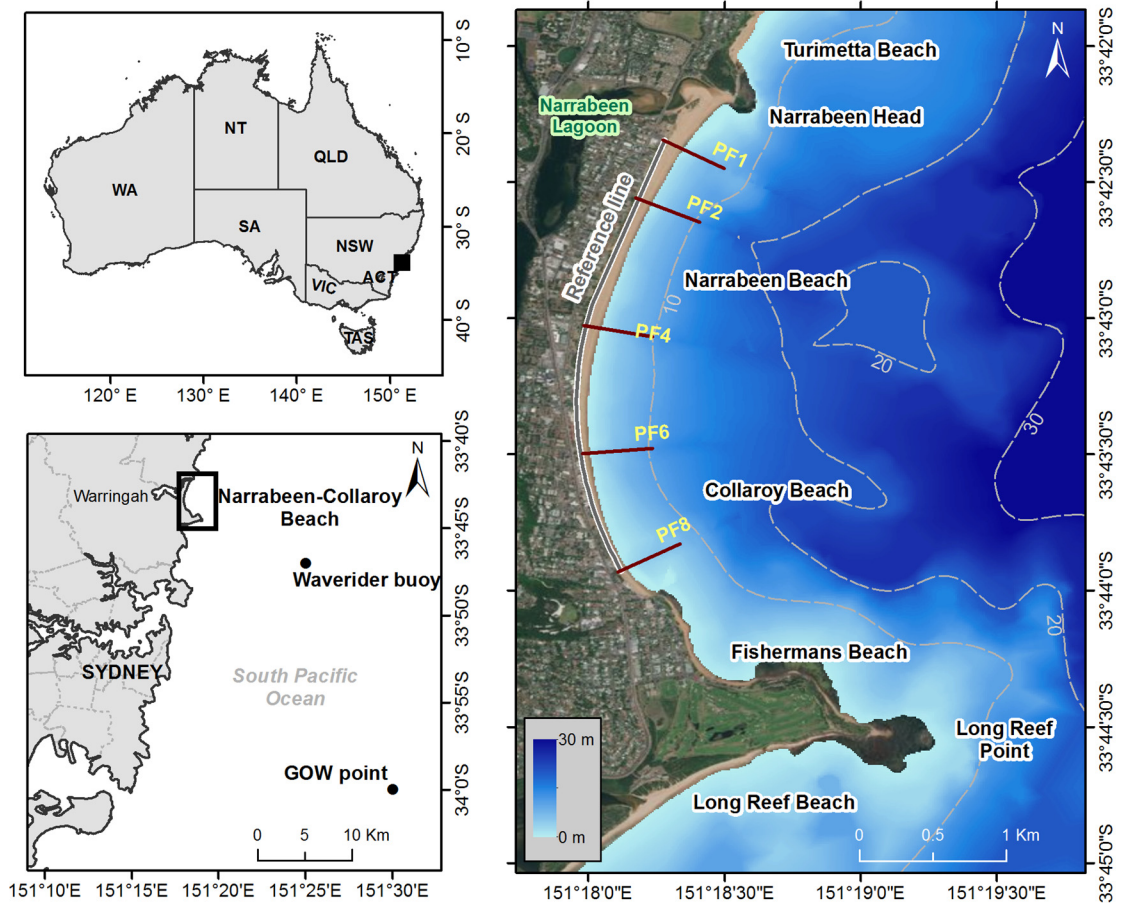 NT
QLD
WA
SA
NSW
ACT
VIC
TAS
10° S
20°S
30°S
40° S
120° E
130° E
140° E
150° E
N
Warringah
Narrabeen-Collaroy
Beach
Waverider buoy
SYDNEY
South Pacific
Ocean
GOW point
0 5 10 Km
33°40'S
33°45'S
33°50'S
33°55'S
34°0'S
151°10'E
151°15'E
151°20'E
151°25'E
151°30'E
N
Turimetta Beach
Narrabeen Head
Narrabeen
Lagoon
PF1
PF2
Reference line
Narrabeen Beach
10
PF4
20
30
PF6
Collaroy Beach
PF8
20
Fishermans Beach
Long Reef
Point
Long Reef Beach
30 m
0 m
0 0.5 1 Km
33°42'0"S
33°42'30"S
33°43'0"S
33°43'30"S
33°44'0"S
33°44'30"S
33°45'0"S
151°18'0"E
151°18'30"E
151°19'0"E
151°19'30"E